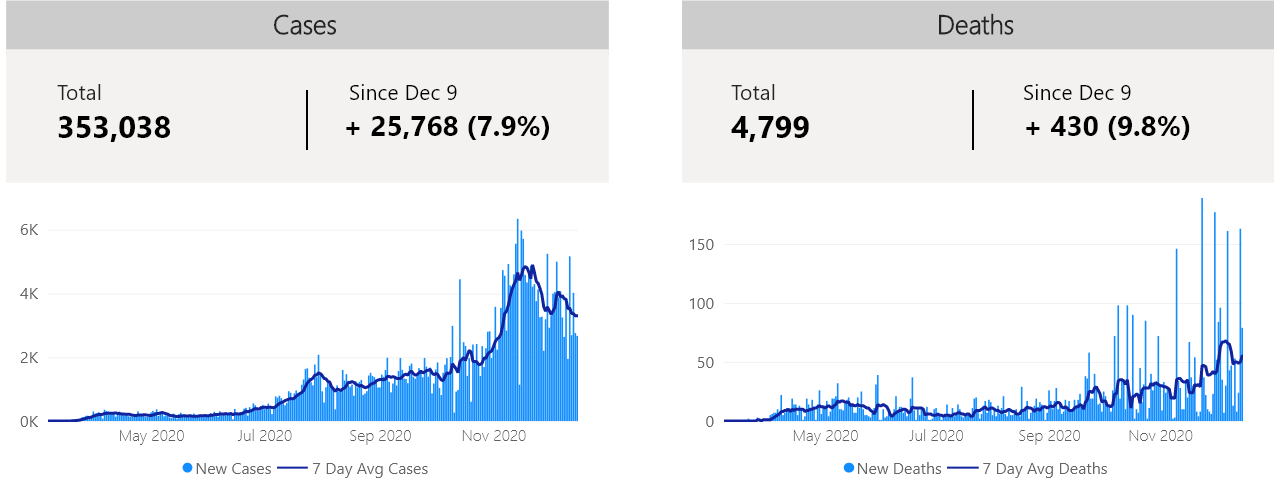 Cases
Total
353,038
Since Dec 9
+ 25,768 (7.9%)
6K
4K
2K
0K
May 2020 Jul 2020 Sep 2020 Nov 2020
New Cases 7 Day Avg Cases
Deaths
Total
4,799
Since Dec 9
+ 430 (9.8%)
150
100
50
0
May 2020 Jul 2020 Sep 2020 Nov 2020
New Deaths 7 Day Avg Deaths